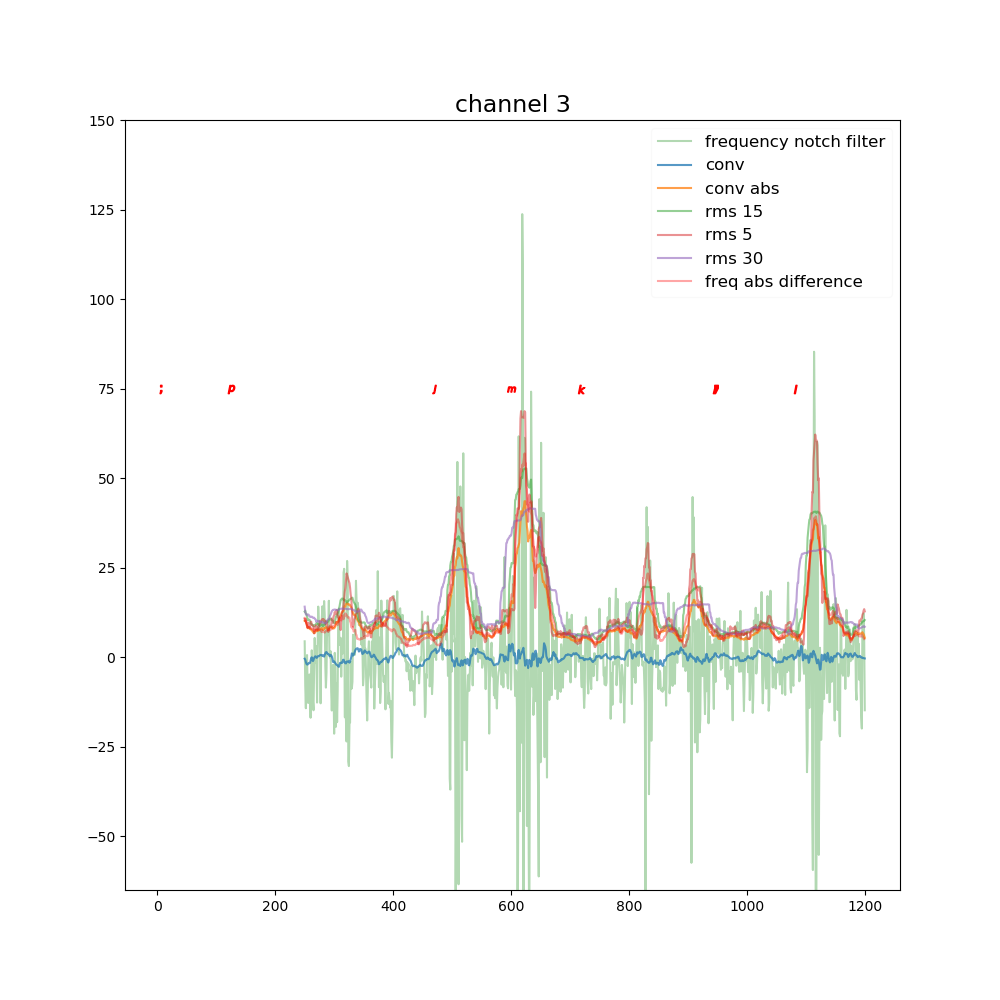 channel 3
150
125
100
75
50
25
0
−25
−50
frequency notch filter
conv
conv abs
rms 15
rms 5
rms 30
freq abs difference
; p j m k l
0 200 400 600 800 1000 1200